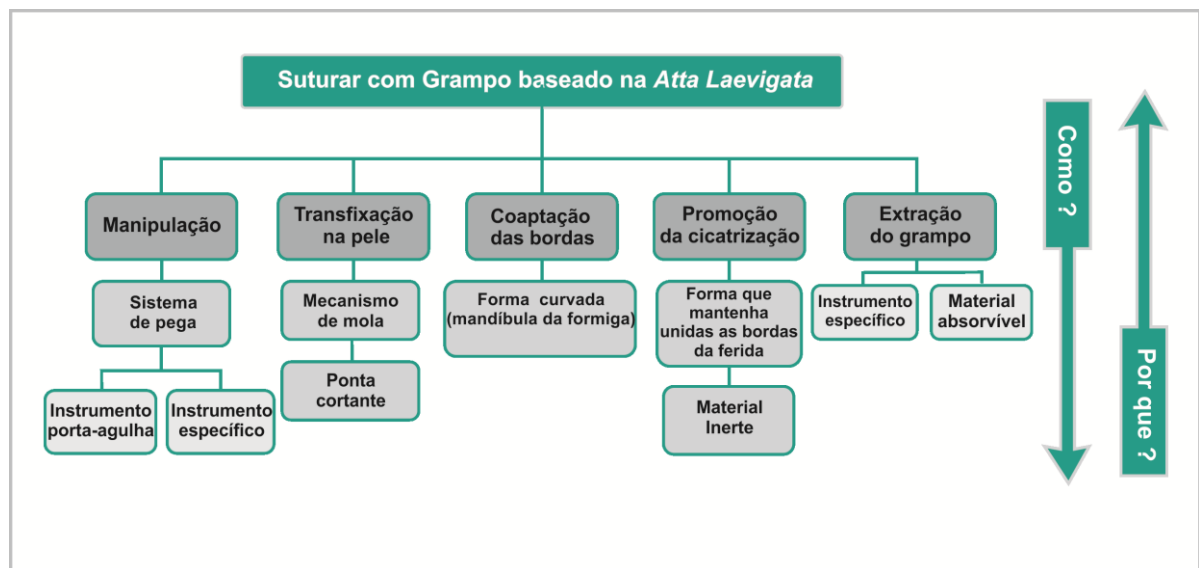 Suturar com Grampo baseado na Atta Laevigata
Manipulação
Transfixação
na pele
Coaptação
das bordas
Promoção
da cicatrização
Extração
do grampo
Sistema
de pega
Mecanismo
de mola
Forma curvada
(mandíbula da formiga)
Forma que
mantenha
unidas as bordas
da ferida
Instrumento
específico
Material
absorvível
Instrumento
porta-agulha
Instrumento
específico
Ponta
cortante
Material
Inerte
Como ?
Por que ?